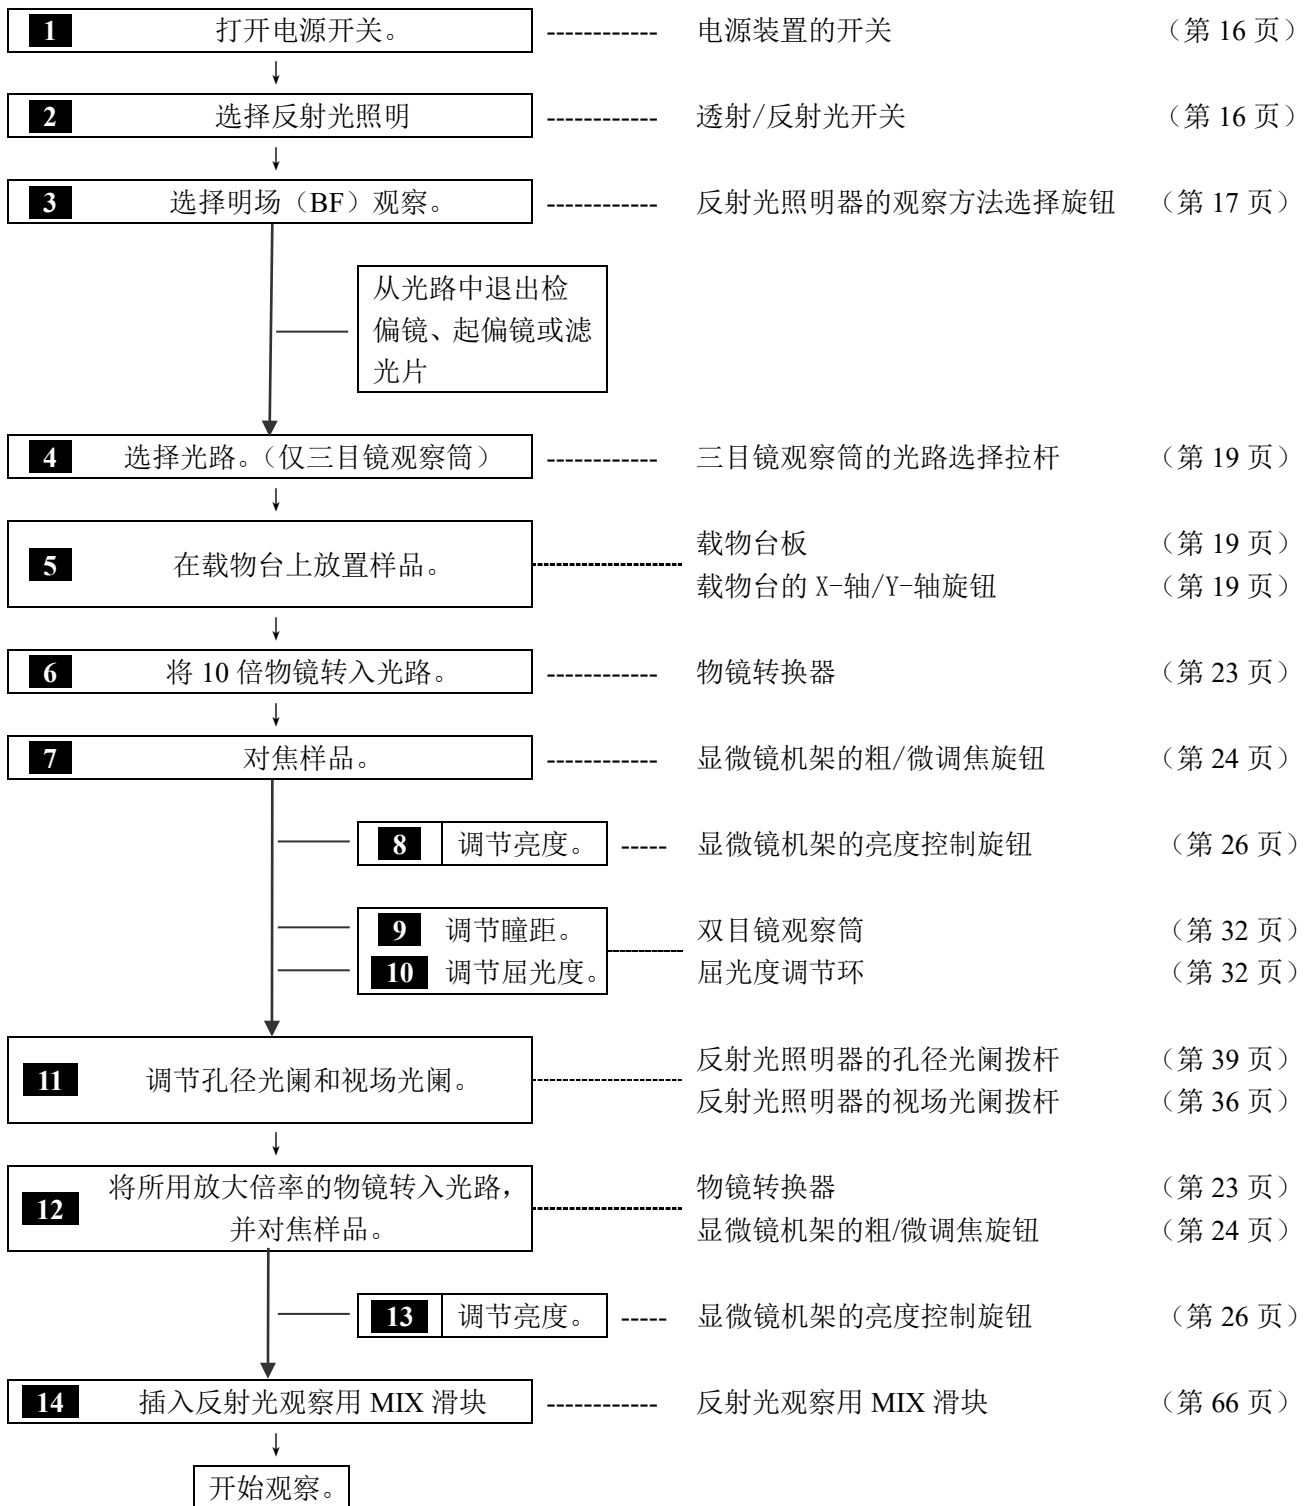 1 打开电源开关。 ------------ 电源装置的开关 （第 16 页）
↓
2 选择反射光照明 ------------ 透射/反射光开关 （第 16 页）
↓
3 选择明场（BF）观察。 ------------ 反射光照明器的观察方法选择旋钮 （第 17 页）
从光路中退出检
偏镜、起偏镜或滤
光片
4 选择光路。（仅三目镜观察筒） ------------ 三目镜观察筒的光路选择拉杆 （第 19 页）
↓
5 在载物台上放置样品。
载物台板 （第 19 页）
载物台的 X-轴/Y-轴旋钮 （第 19 页）
↓
6 将 10 倍物镜转入光路。 ------------ 物镜转换器 （第 23 页）
↓
7 对焦样品。 ------------ 显微镜机架的粗/微调焦旋钮 （第 24 页）
8 调节亮度。 ----- 显微镜机架的亮度控制旋钮 （第 26 页）
9 调节瞳距。 双目镜观察筒 （第 32 页）
10 调节屈光度。 屈光度调节环 （第 32 页）
11 调节孔径光阑和视场光阑。
反射光照明器的孔径光阑拨杆 （第 39 页）
反射光照明器的视场光阑拨杆 （第 36 页）
↓
12 将所用放大倍率的物镜转入光路， 物镜转换器 （第 23 页）
并对焦样品。 显微镜机架的粗/微调焦旋钮 （第 24 页）
13 调节亮度。 ----- 显微镜机架的亮度控制旋钮 （第 26 页）
14 插入反射光观察用 MIX 滑块 ------------ 反射光观察用 MIX 滑块 （第 66 页）
↓
开始观察。